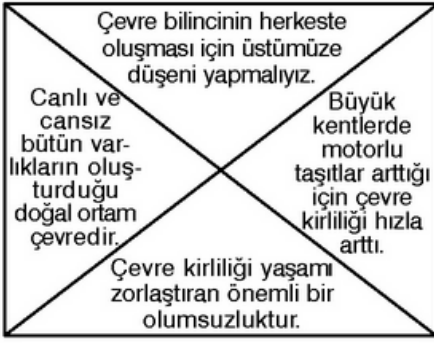 Çevre bilincinin herkeste
oluşması için üstümüze
düşeni yapmalıyız.
Canlı ve
cansız
bütün var-
lıkların oluş-
turduğu
doğal ortam
çevredir.
Büyük
kentlerde
motorlu
taşıtlar arttığı
için çevre
kirliliği hızla
arttı.
Çevre kirliliği yaşamı
zorlaştıran önemli bir
olumsuzluktur.